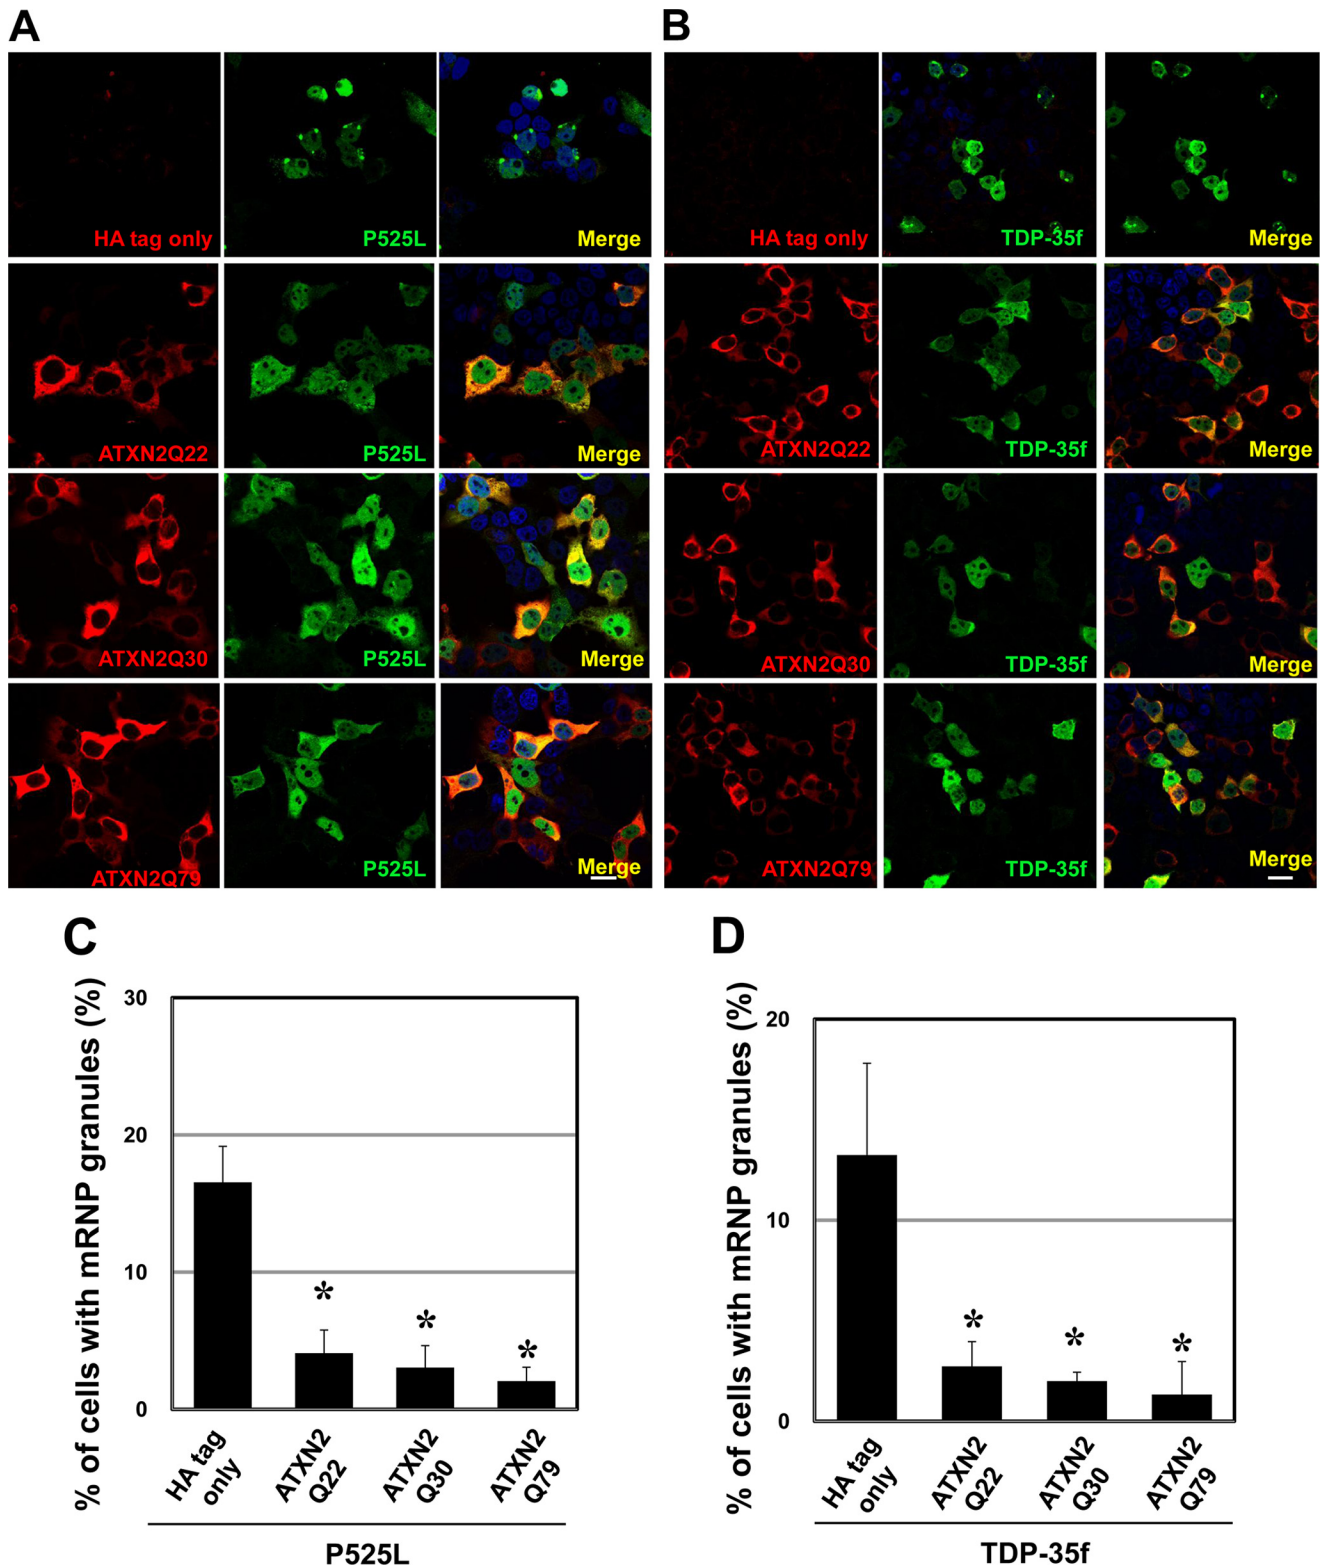 A
B
HA tag only
P525L
Merge
HA tag only
TDP-35f
Merge
ATXN2Q22
P525L
Merge
ATXN2Q22
TDP-35f
Merge
ATXN2Q30
P525L
Merge
ATXN2Q30
TDP-35f
Merge
ATXN2Q79
P525L
Merge
ATXN2Q79
TDP-35f
Merge
C
% of cells with mRNP granules (%)
30
20
10
0
*
*
*
HA tag
only
ATXN2
Q22
ATXN2
Q30
ATXN2
Q79
P525L
D
% of cells with mRNP granules (%)
20
10
0
*
*
*
HA tag
only
ATXN2
Q22
ATXN2
Q30
ATXN2
Q79
TDP-35f